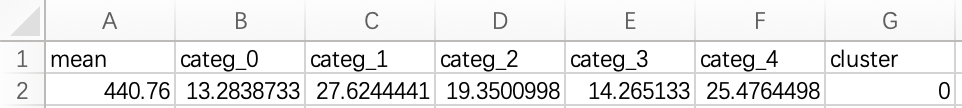 A B C D E F G
1 mean categ_0 categ_1 categ_2 categ_3 categ_4 cluster
2 440.76 13.2838733 27.6244441 19.3500998 14.265133 25.4764498 0